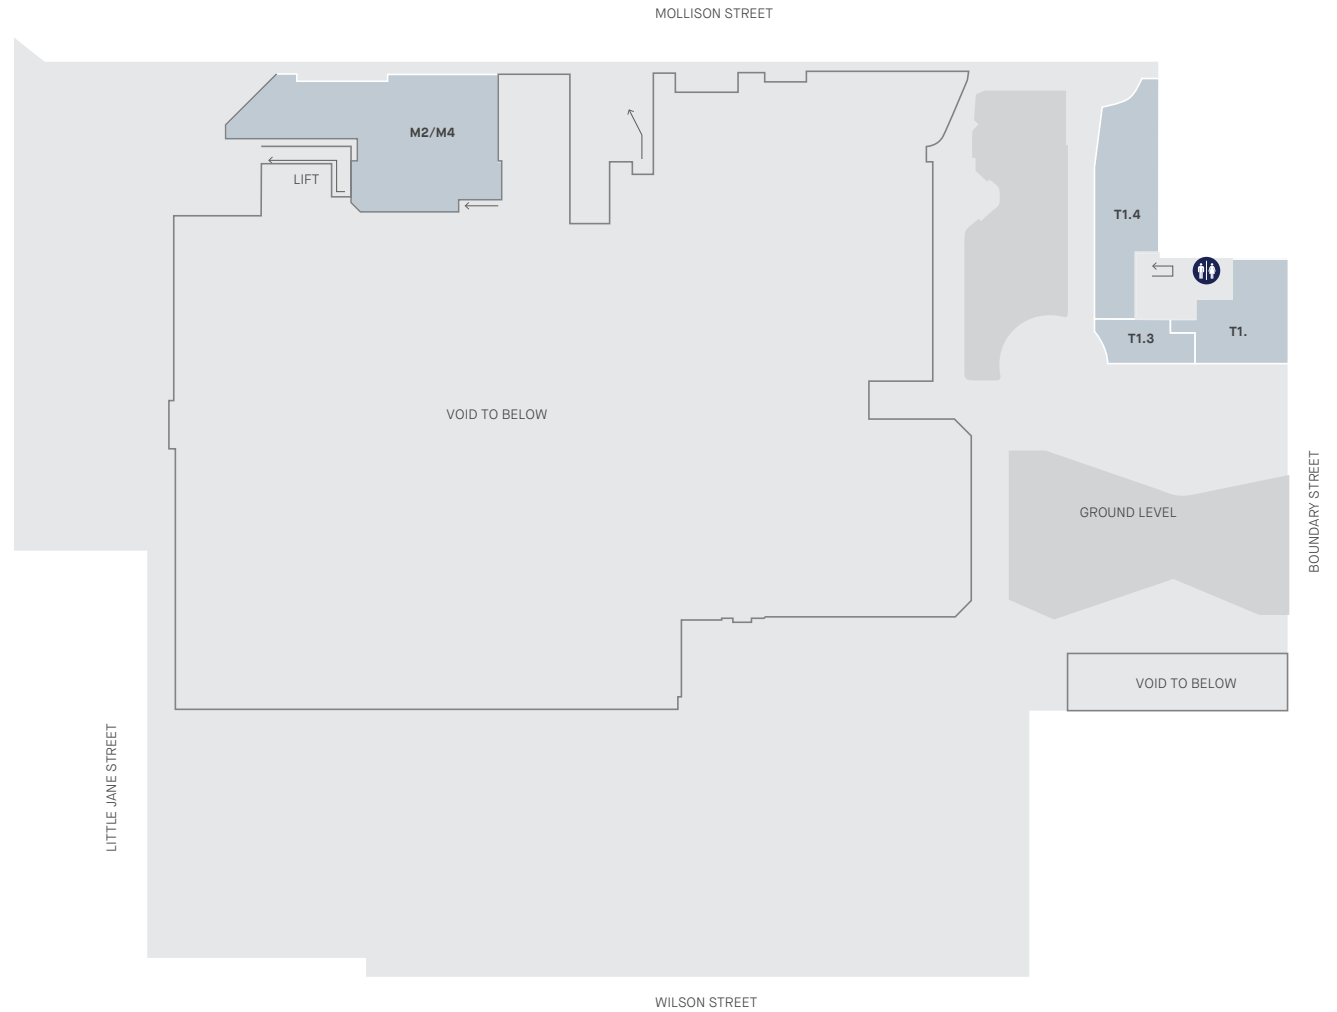 MOLLISON STREET
M2/M4
LIFT
T1.4
T1.3
T1.
VOID TO BELOW
GROUND LEVEL
BOUNDARY STREET
VOID TO BELOW
LITTLE JANE STREET
WILSON STREET